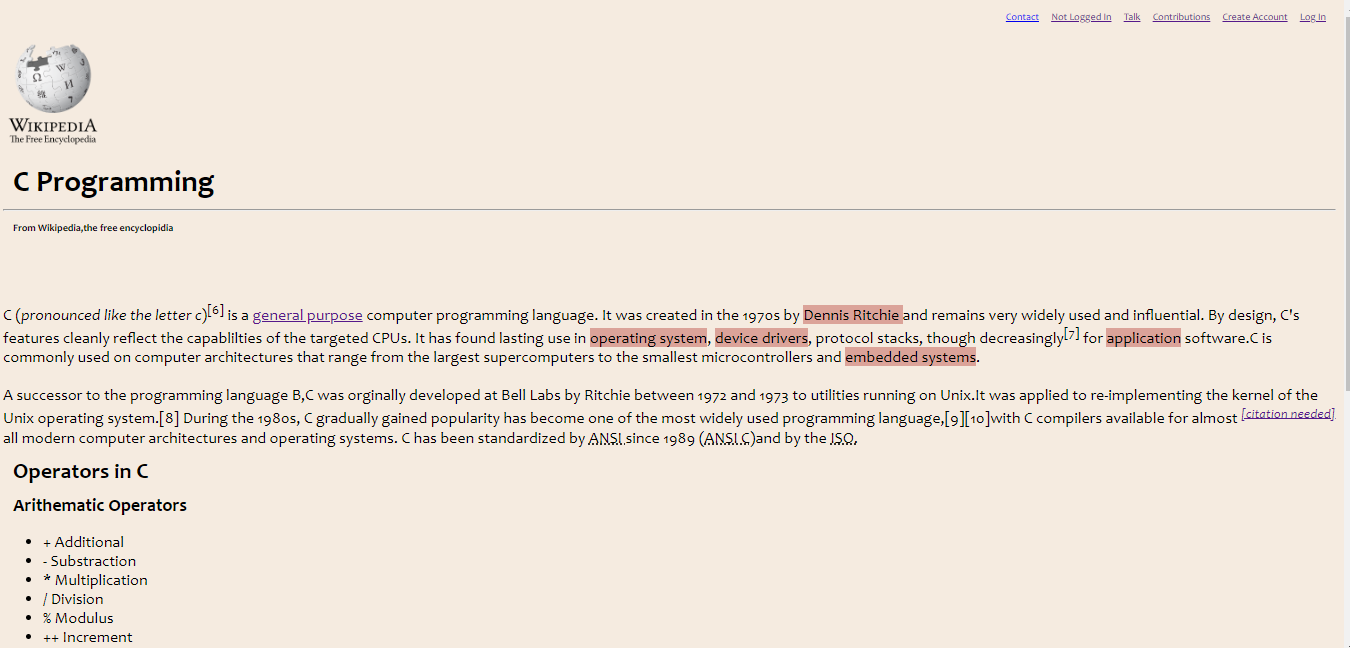 Contact Not Logged In Talk Contributions Create Account Log In
WIKIPEDIA
The Free Encyclopedia
C Programming
From Wikipedia,the free encyclopidia
C (pronounced like the letter c)[6] is a general purpose computer programming language. It was created in the 1970s by Dennis Ritchie and remains very widely used and influential. By design, C's
features cleanly reflect the capablilties of the targeted CPUs. It has found lasting use in operating system, device drivers, protocol stacks, though decreasingly[7] for application software.C is
commonly used on computer architectures that range from the largest supercomputers to the smallest microcontrollers and embedded systems.
A successor to the programming language B,C was orginally developed at Bell Labs by Ritchie between 1972 and 1973 to utilities running on Unix.It was applied to re-implementing the kernel of the
Unix operating system.[8] During the 1980s, C gradually gained popularity has become one of the most widely used programming language,[9][10]with C compilers available for almost [citation needed]
all modern computer architectures and operating systems. C has been standardized by ANSI since 1989 (ANSI C)and by the ISO.
Operators in C
Arithematic Operators
+ Additional
- Substraction
* Multiplication
/ Division
% Modulus
++ Increment